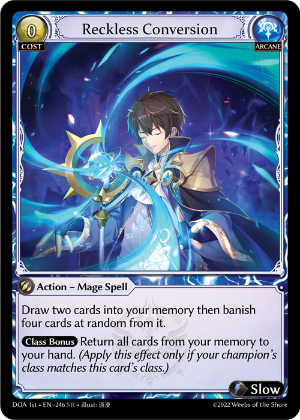 0
Reckless Conversion
COST
ARCANE
Action – Mage Spell
Draw two cards into your memory then banish
four cards at random from it.
Class Bonus Return all cards from your memory to
your hand. (Apply this effect only if your champion's
class matches this card's class.)
Slow
DOA 1st • EN-246 SR • illust: 浪漫
©2022 Weebs of the Shore